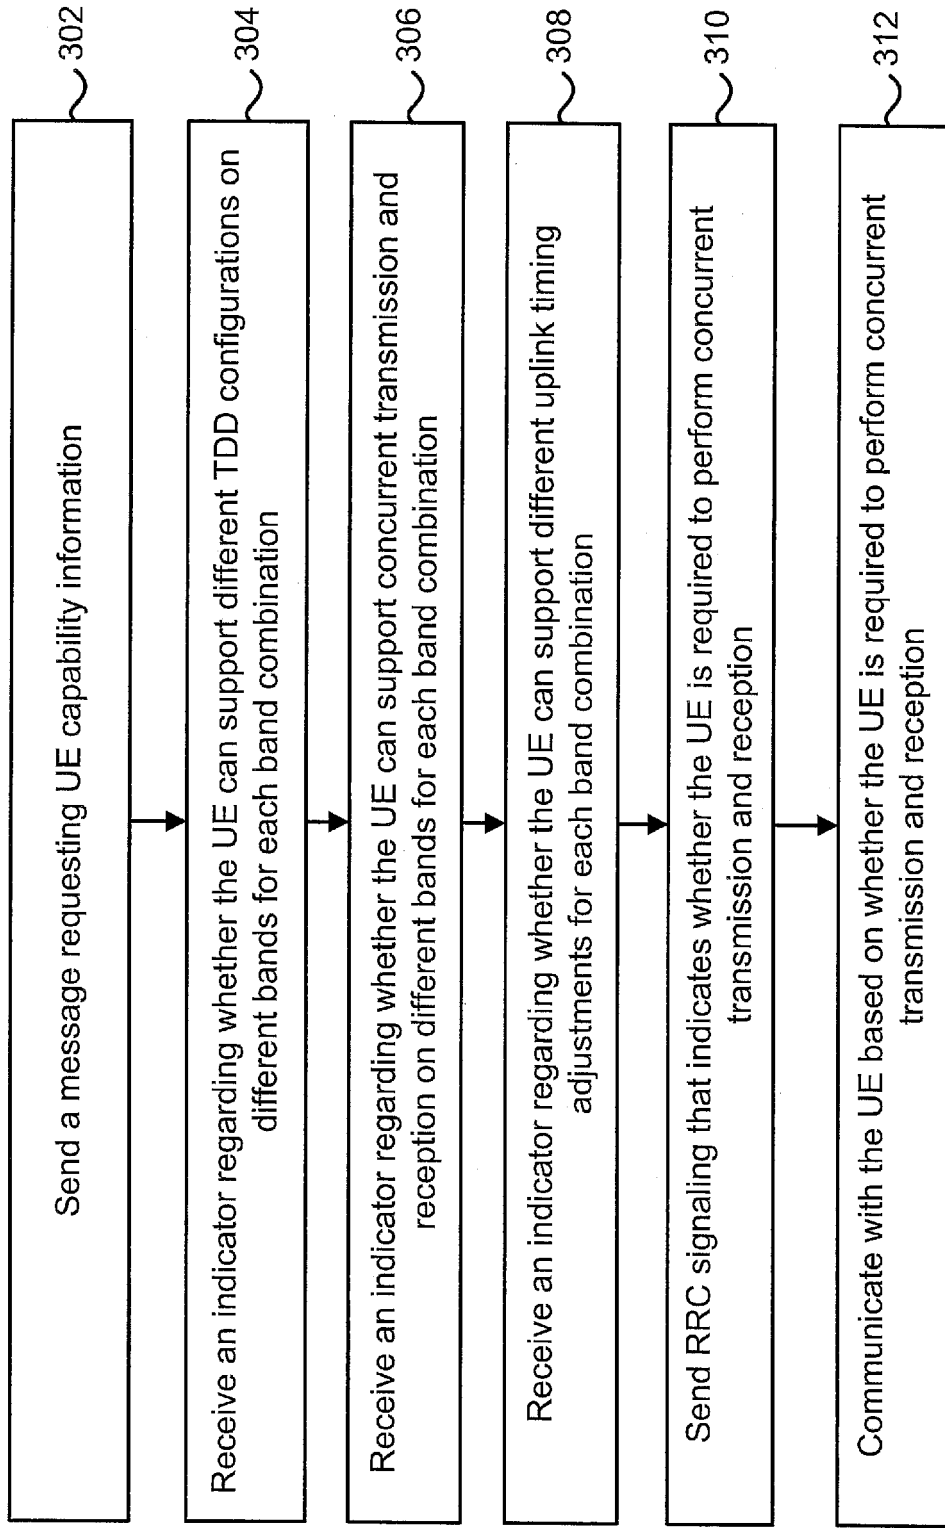 Send a message requesting UE capability information
302
Receive an indicator regarding whether the UE can support different TDD configurations on
different bands for each band combination
304
Receive an indicator regarding whether the UE can support concurrent transmission and
reception on different bands for each band combination
306
Receive an indicator regarding whether the UE can support different uplink timing
adjustments for each band combination
308
Send RRC signaling that indicates whether the UE is required to perform concurrent
transmission and reception
310
Communicate with the UE based on whether the UE is required to perform concurrent
transmission and reception
312